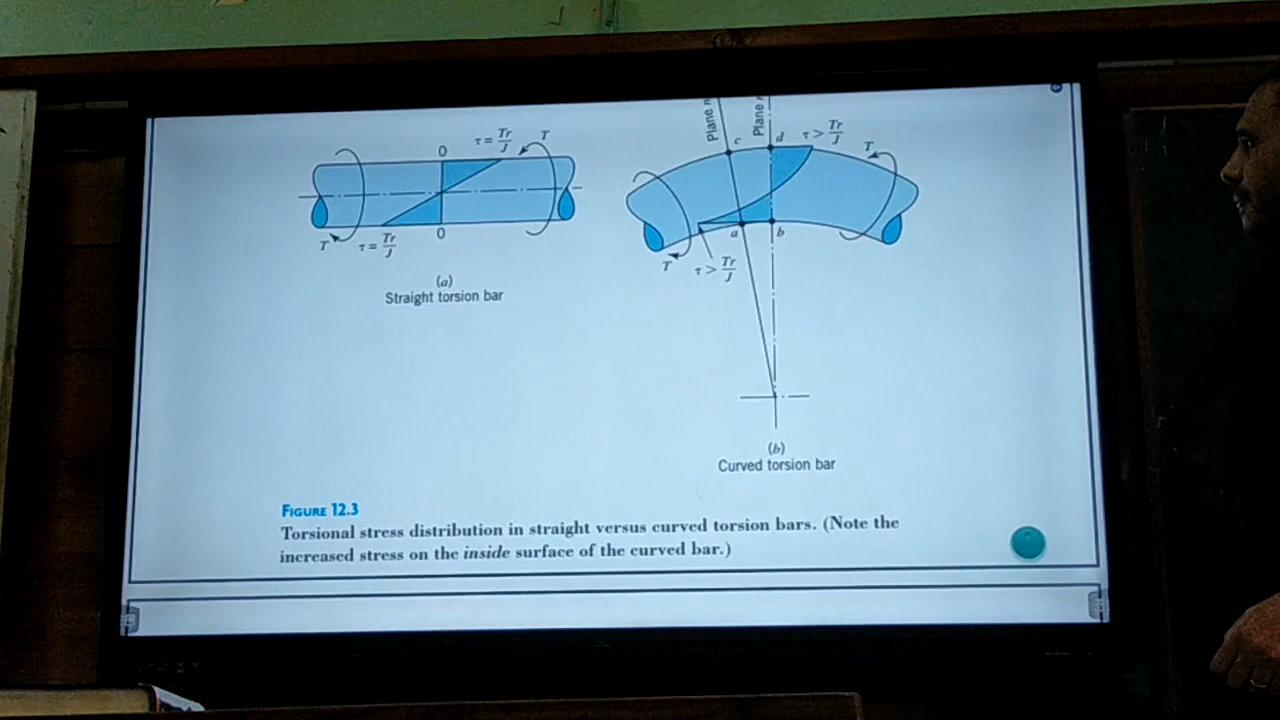 Plane
Plane
c
d
τ > Tr/J
T
0
τ = Tr/J
T
T
τ = Tr/J
0
a
b
T
τ > Tr/J
(a)
Straight torsion bar
(b)
Curved torsion bar
FIGURE 12.3
Torsional stress distribution in straight versus curved torsion bars. (Note the
increased stress on the inside surface of the curved bar.)